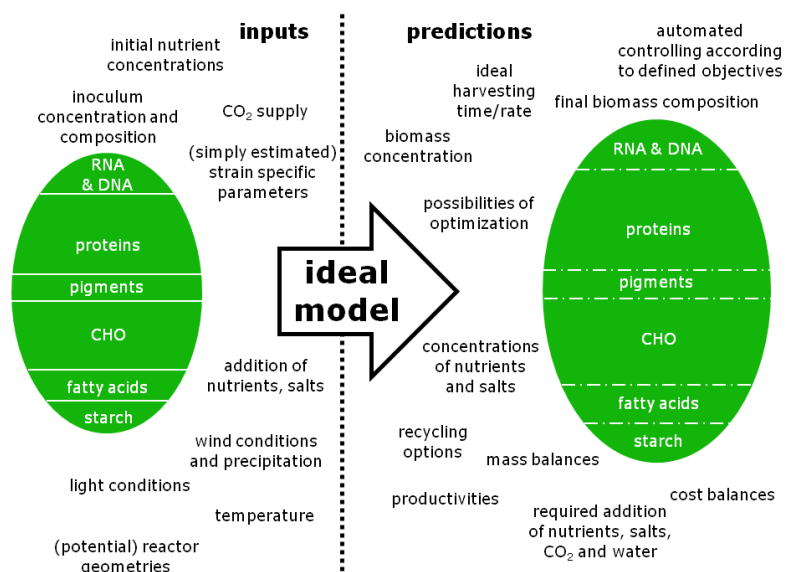 inputs
initial nutrient
concentrations
inoculum
concentration and
composition
CO₂ supply
(simply estimated)
strain specific
parameters
RNA
& DNA
proteins
pigments
CHO
fatty acids
starch
addition of
nutrients, salts
wind conditions
and precipitation
light conditions
temperature
(potential) reactor
geometries
ideal
model
predictions
automated
controlling according
to defined objectives
ideal
harvesting
time/rate
final biomass composition
biomass
concentration
possibilities of
optimization
RNA & DNA
proteins
pigments
CHO
fatty acids
starch
concentrations
of nutrients
and salts
recycling
options
mass balances
productivities
cost balances
required addition
of nutrients, salts,
CO₂ and water